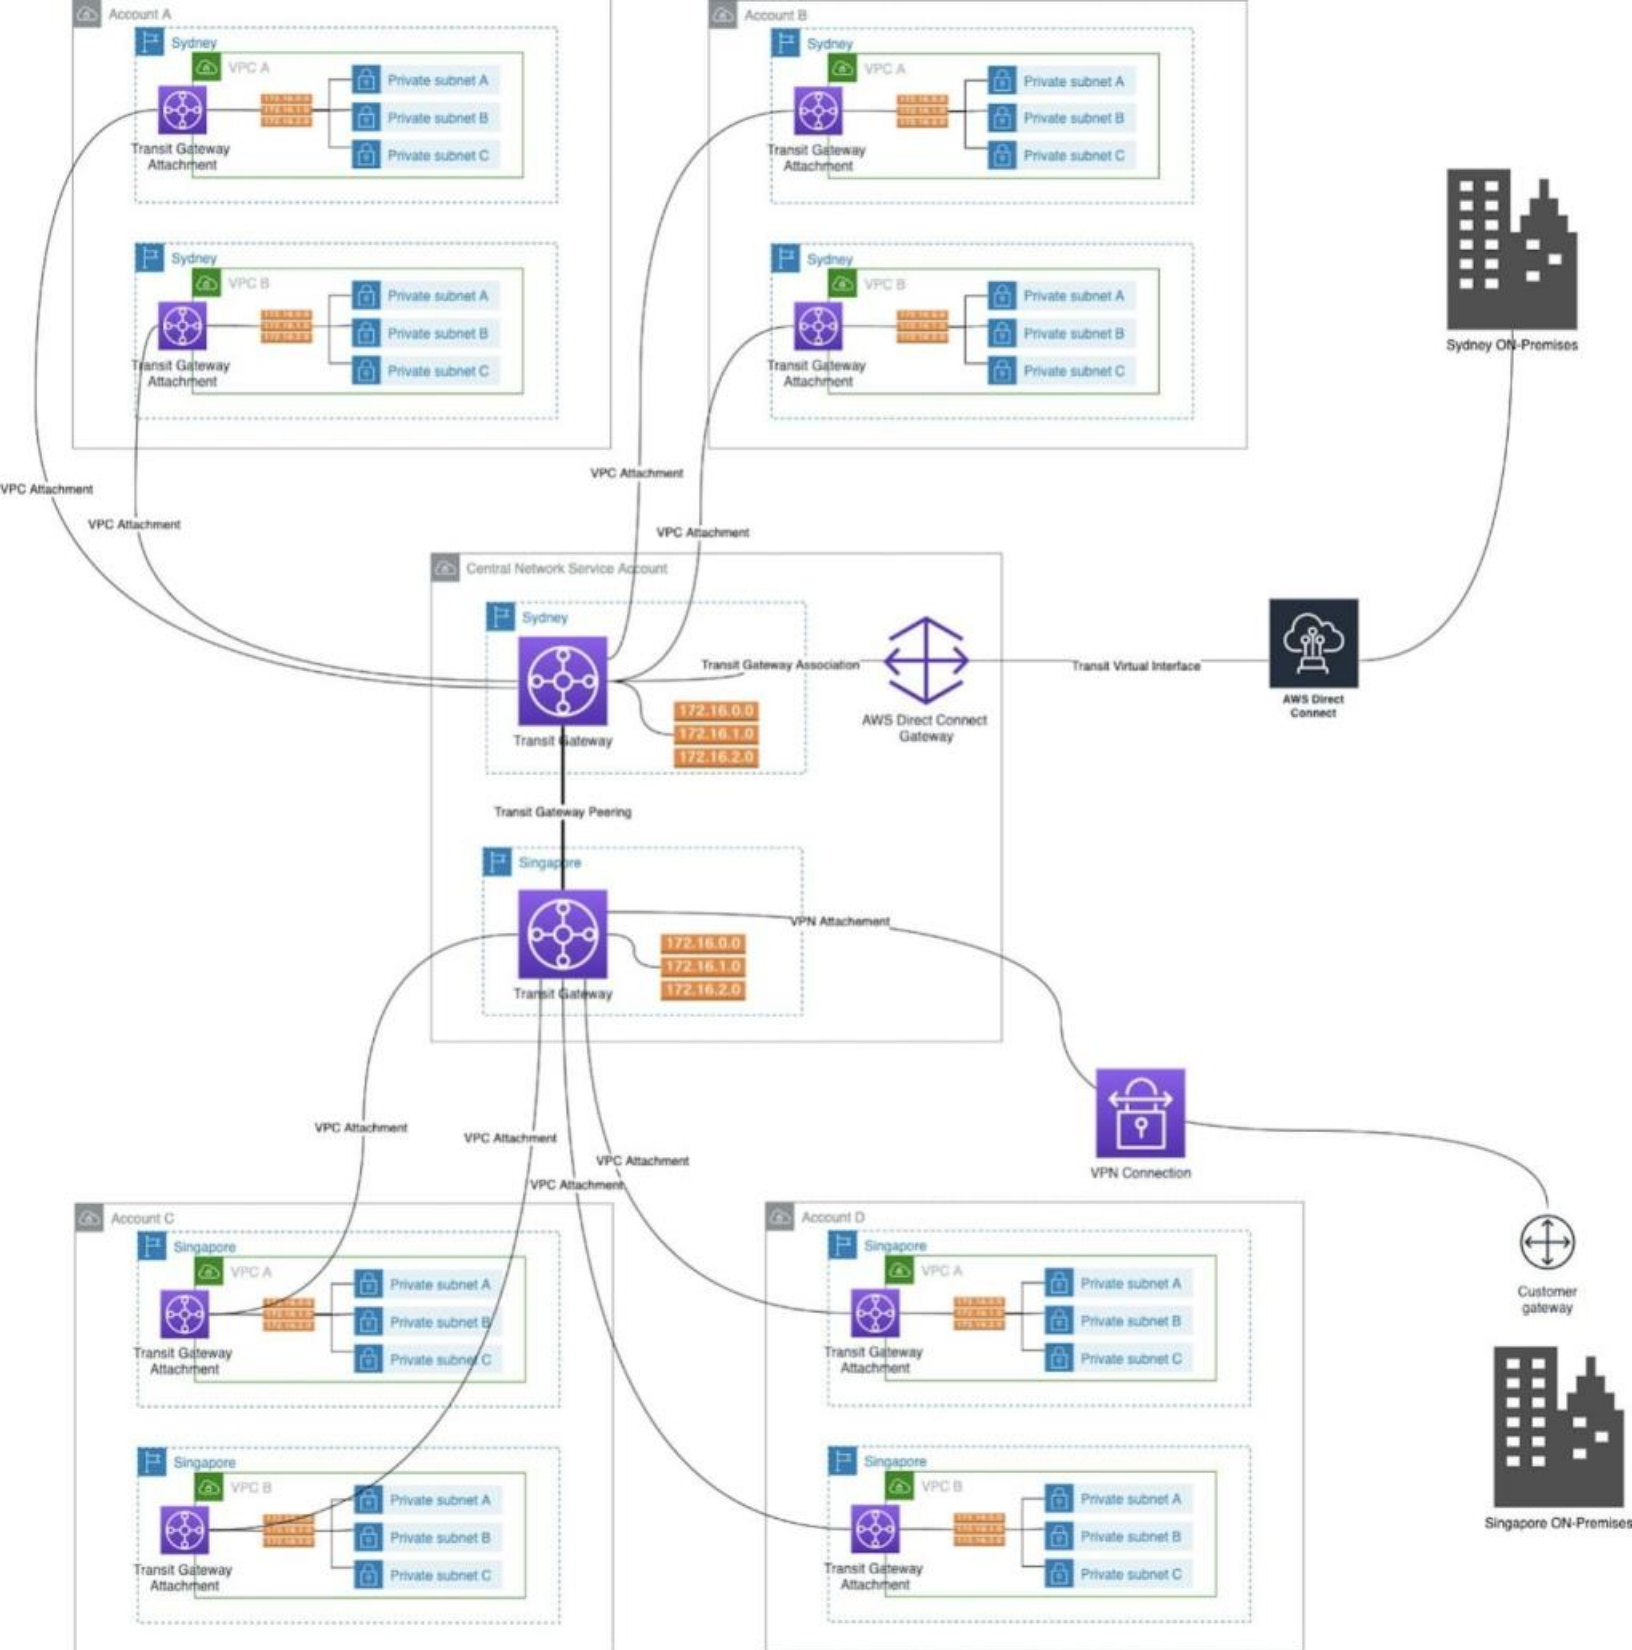 Account A
Sydney
VPC A
Private subnet A
Private subnet B
Private subnet C
Transit Gateway
Attachment
Sydney
VPC B
Private subnet A
Private subnet B
Private subnet C
Transit Gateway
Attachment
Account B
Sydney
VPC A
Private subnet A
Private subnet B
Private subnet C
Transit Gateway
Attachment
Sydney
VPC B
Private subnet A
Private subnet B
Private subnet C
Transit Gateway
Attachment
Sydney ON-Premises
VPC Attachment
VPC Attachment
VPC Attachment
VPC Attachment
Central Network Service Account
Sydney
Transit Gateway
172.16.0.0
172.16.1.0
172.16.2.0
Transit Gateway Association
AWS Direct Connect
Gateway
Transit Virtual Interface
AWS Direct
Connect
Transit Gateway Peering
Singapore
Transit Gateway
172.16.0.0
172.16.1.0
172.16.2.0
VPN Attachement
VPN Connection
Customer
gateway
Singapore ON-Premises
VPC Attachment
VPC Attachment
VPC Attachment
VPC Attachment
Account C
Singapore
VPC A
Private subnet A
Private subnet B
Private subnet C
Transit Gateway
Attachment
Singapore
VPC B
Private subnet A
Private subnet B
Private subnet C
Transit Gateway
Attachment
Account D
Singapore
VPC A
Private subnet A
Private subnet B
Private subnet C
Transit Gateway
Attachment
Singapore
VPC B
Private subnet A
Private subnet B
Private subnet C
Transit Gateway
Attachment